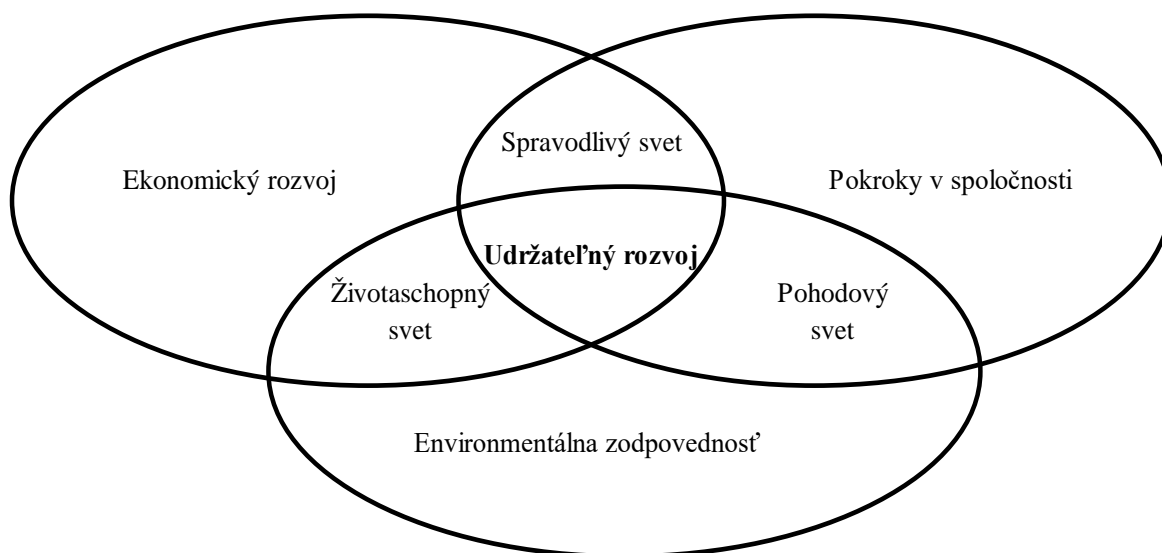 Spravodlivý svet
Ekonomický rozvoj
Pokroky v spoločnosti
Udržateľný rozvoj
Životaschopný
svet
Pohodový
svet
Environmentálna zodpovednosť